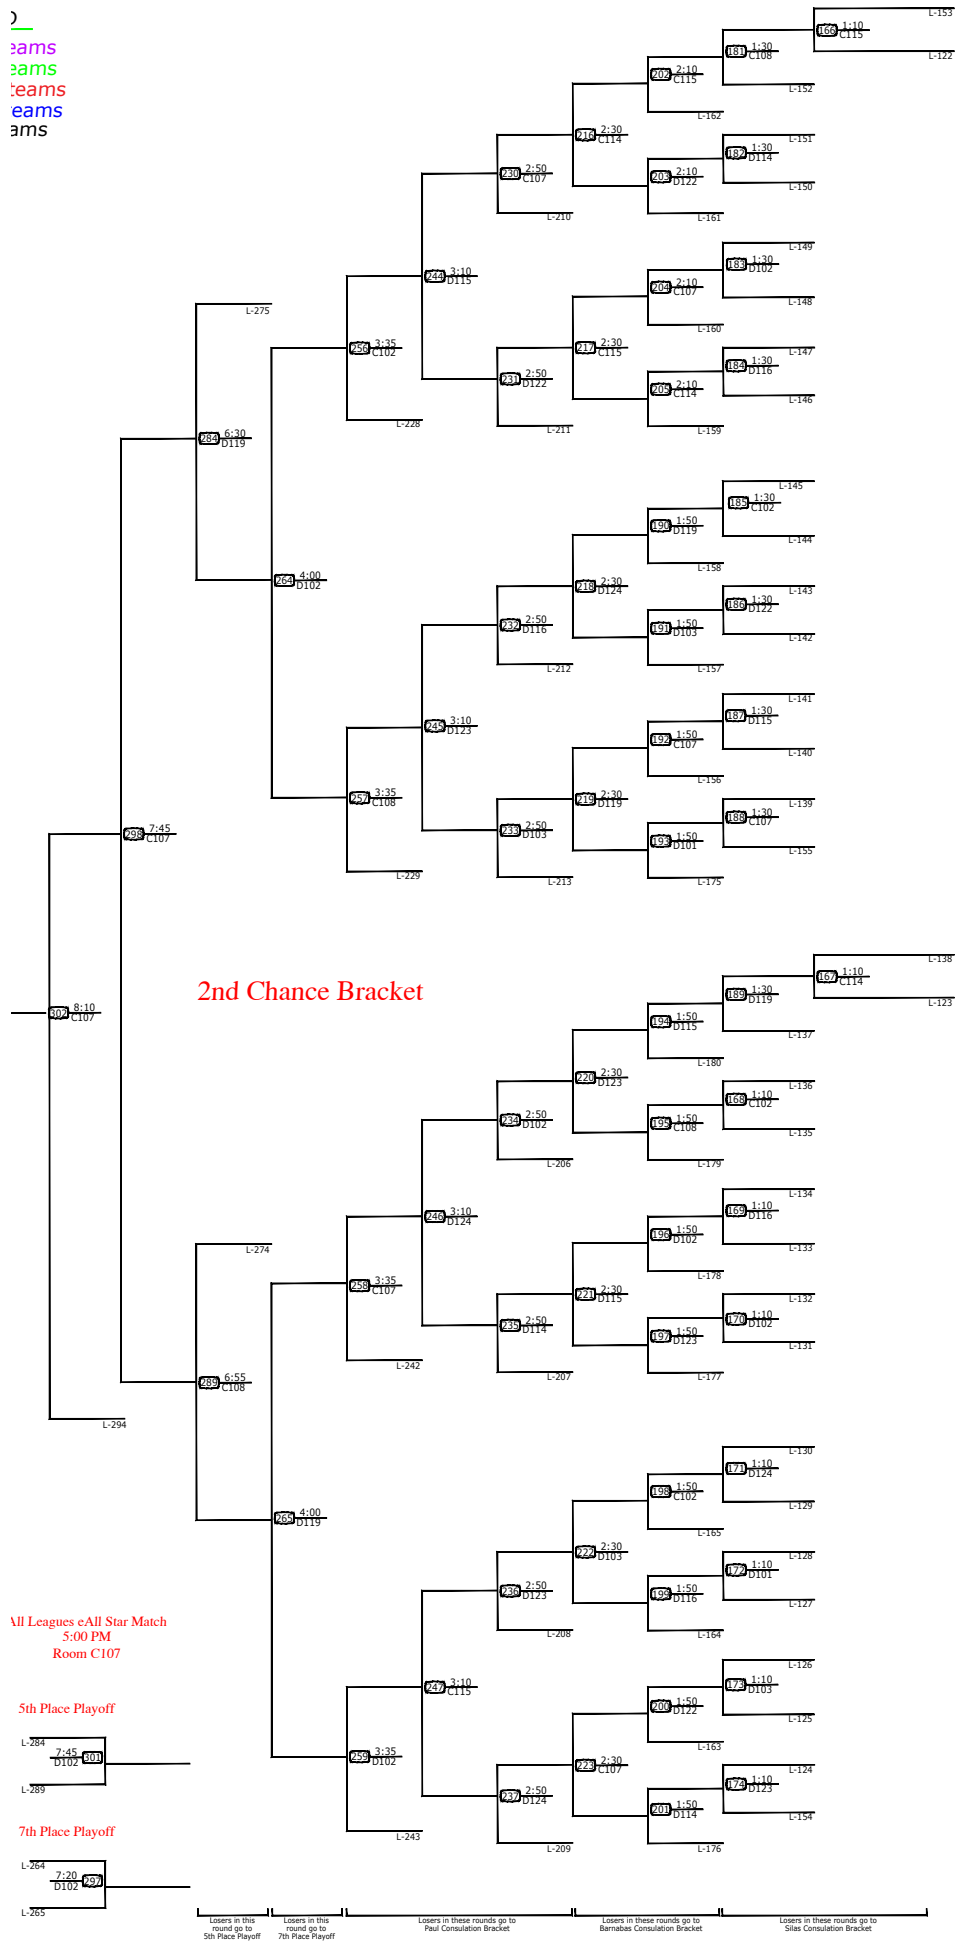 O
eams
eams
teams
eams
ams
L-153
166 1:10
C115
L-122
181 1:30
C108
L-152
202 2:10
C115
L-162
216 2:30
C114
L-151
182 1:30
D114
L-150
203 2:10
D122
L-161
230 2:50
C107
L-210
L-149
183 1:30
D102
L-148
204 2:10
C107
L-160
244 3:10
D115
L-275
256 3:35
C102
217 2:30
C115
L-147
184 1:30
D116
L-146
231 2:50
D122
205 2:10
C114
L-228
L-211
L-159
284 6:30
D119
L-145
185 1:30
C102
L-144
190 1:50
D119
L-158
264 4:00
D102
218 2:30
D124
L-143
186 1:30
D122
L-142
232 2:50
D116
191 1:50
D103
L-212
L-157
L-141
187 1:30
D115
L-140
245 3:10
D123
192 1:50
C107
L-156
257 3:35
C108
219 2:30
D119
L-139
188 1:30
C107
L-155
298 7:45
C107
233 2:50
D103
193 1:50
D101
L-229
L-213
L-175
2nd Chance Bracket
L-138
167 1:10
C114
L-123
189 1:30
D119
L-137
302 8:10
C107
194 1:50
D115
L-180
220 2:30
D123
L-136
168 1:10
C102
L-135
234 2:50
D102
195 1:50
C108
L-206
L-179
L-134
169 1:10
D116
L-133
246 3:10
D124
196 1:50
D102
L-178
L-274
258 3:35
C107
221 2:30
D115
L-132
170 1:10
D102
L-131
235 2:50
D114
197 1:50
D123
L-242
L-207
L-177
289 6:55
C108
L-294
L-130
171 1:10
D124
L-129
198 1:50
C102
L-165
265 4:00
D119
222 2:30
D103
L-128
172 1:10
D101
L-127
236 2:50
D123
199 1:50
D116
L-208
L-164
All Leagues eAll Star Match
5:00 PM
Room C107
L-126
173 1:10
D103
L-125
247 3:10
C115
200 1:50
D122
L-163
5th Place Playoff
L-284
7:45 301
D102
L-289
259 3:35
D102
223 2:30
C107
L-124
174 1:10
D123
L-154
237 2:50
D124
201 1:50
D114
7th Place Playoff
L-243
L-209
L-176
L-264
7:20 297
D102
L-265
Losers in this
round go to
5th Place Playoff
Losers in this
round go to
7th Place Playoff
Losers in these rounds go to
Paul Consulation Bracket
Losers in these rounds go to
Barnabas Consulation Bracket
Losers in these rounds go to
Silas Consulation Bracket